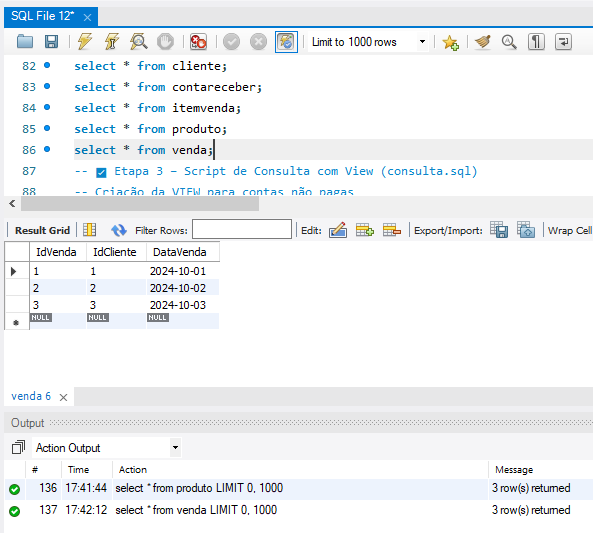 SQL File 12*
Limit to 1000 rows
82 select * from cliente;
83 select * from contareceber;
84 select * from itemvenda;
85 select * from produto;
86 select * from venda;
87 -- ☑ Etapa 3 – Script de Consulta com View (consulta.sql)
88 -- Criação da VIEW para contas não pagas
Result Grid Filter Rows: Edit: Export/Import: Wrap Cell
IdVenda IdCliente DataVenda
1 1 2024-10-01
2 2 2024-10-02
3 3 2024-10-03
NULL NULL NULL
venda 6
Output
Action Output
# Time Action Message
136 17:41:44 select * from produto LIMIT 0, 1000 3 row(s) returned
137 17:42:12 select * from venda LIMIT 0, 1000 3 row(s) returned